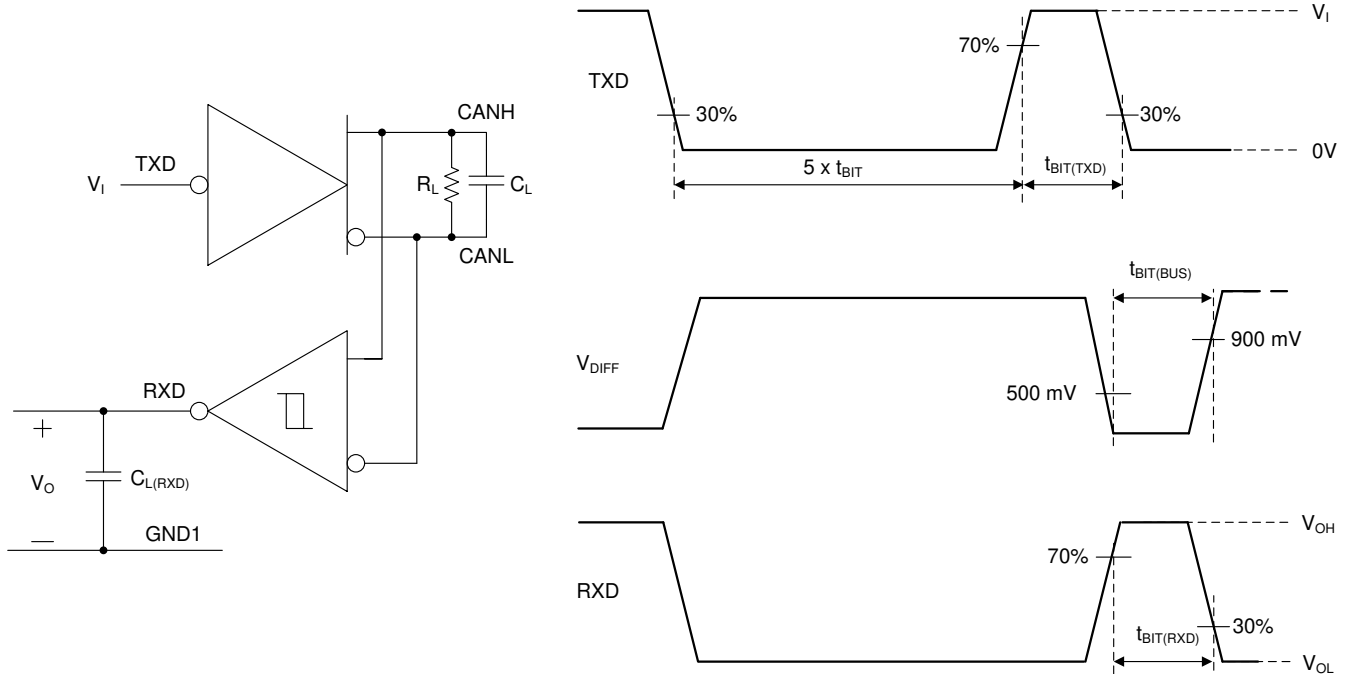 CANH
TXD
V_I
R_L
C_L
CANL
RXD
+
V_O
C_L(RXD)
—
GND1
V_I
70%
TXD
30%
30%
0V
5 x t_BIT
t_BIT(TXD)
t_BIT(BUS)
900 mV
V_DIFF
500 mV
V_OH
70%
RXD
30%
t_BIT(RXD)
V_OL